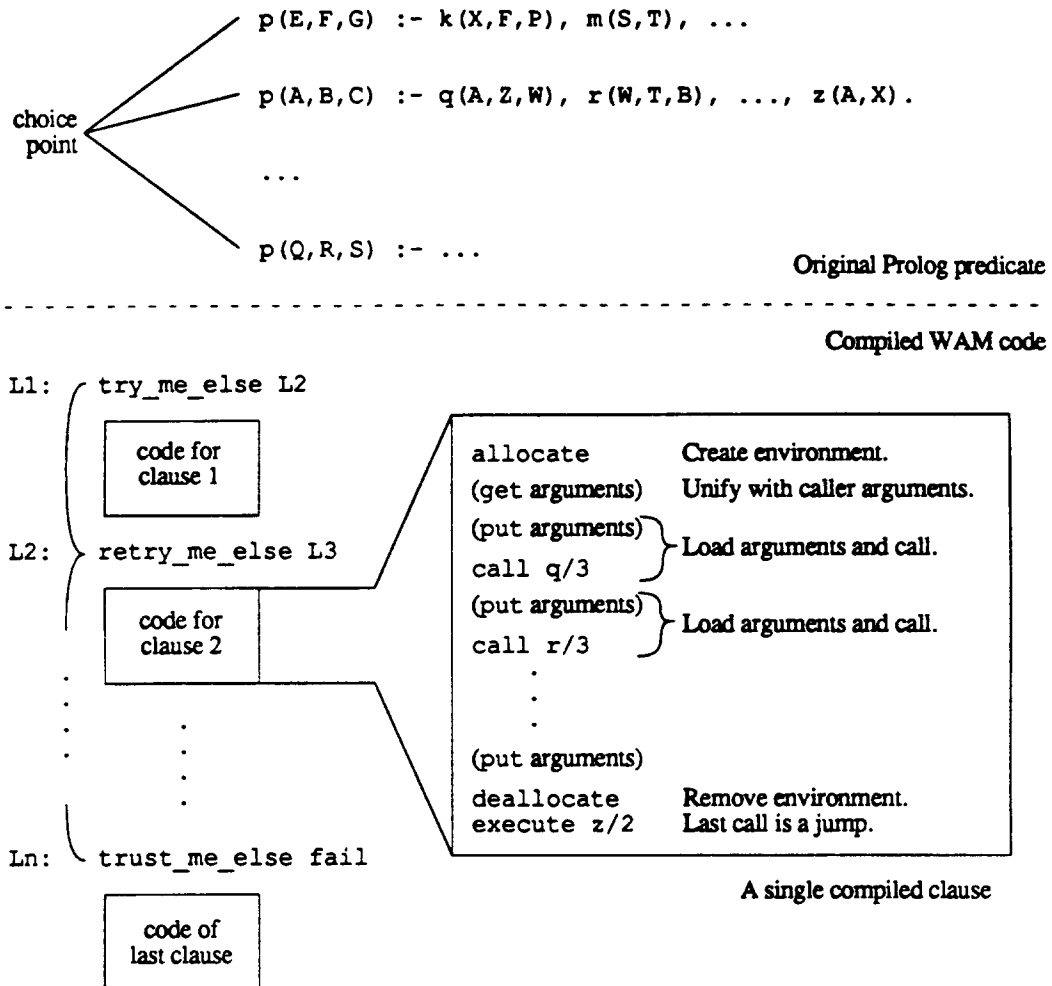 p(E,F,G) :- k(X,F,P), m(S,T), ...
p(A,B,C) :- q(A,Z,W), r(W,T,B), ..., z(A,X).
choice
point
...
p(Q,R,S) :- ...
Original Prolog predicate
Compiled WAM code
L1: try_me_else L2
code for
clause 1
L2: retry_me_else L3
code for
clause 2
Ln: trust_me_else fail
code of
last clause
allocate Create environment.
(get arguments) Unify with caller arguments.
(put arguments)
call q/3
Load arguments and call.
(put arguments)
call r/3
Load arguments and call.
(put arguments)
deallocate Remove environment.
execute z/2 Last call is a jump.
A single compiled clause